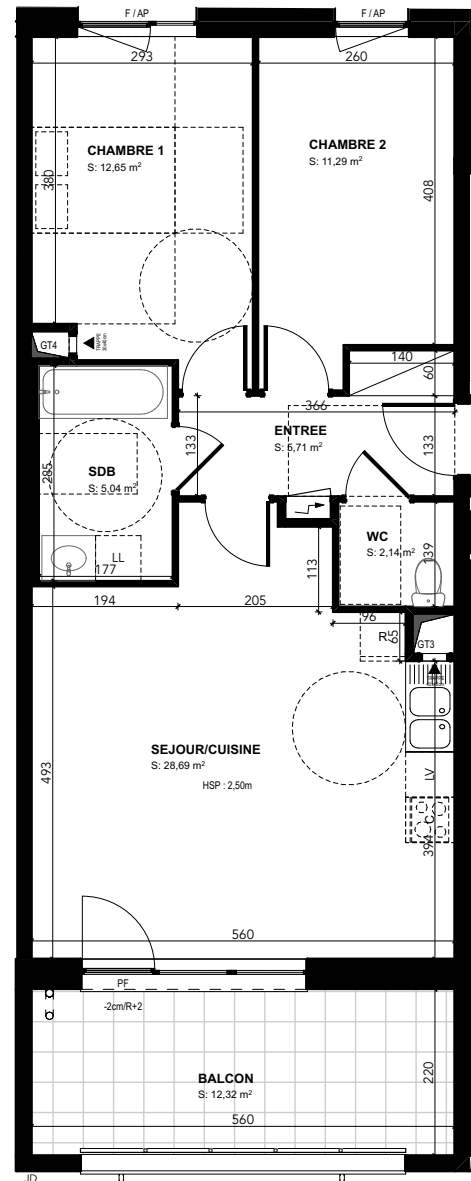 F / AP
F / AP
293
260
CHAMBRE 1
S: 12,65 m²
CHAMBRE 2
S: 11,29 m²
380
408
GT4
TRAPPE
140
60
366
ENTREE
S: 5,71 m²
133
133
285
SDB
S: 5,04 m²
LL
177
WC
S: 2,14 m²
139
113
194
205
96
R
65
GT3
SEJOUR/CUISINE
S: 28,69 m²
HSP : 2,50m
LV
C
493
394
560
PF
-2cm/R+2
BALCON
S: 12,32 m²
220
560
JD